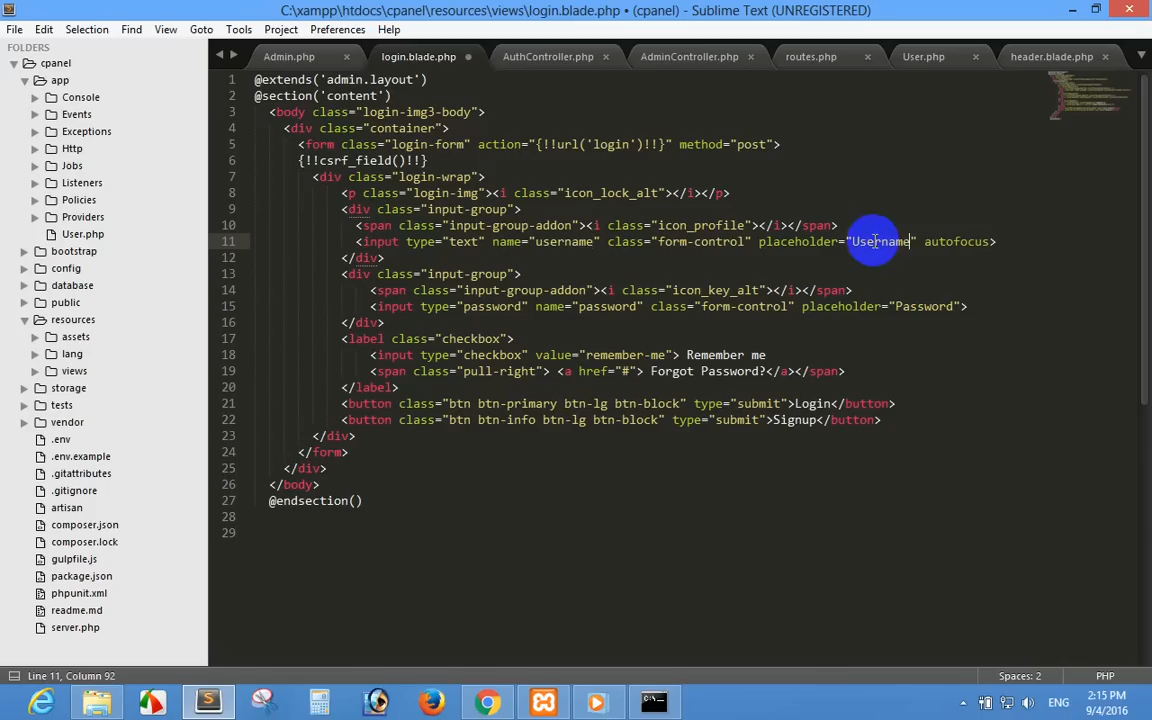 C:\xampp\htdocs\cpanel\resources\views\login.blade.php • (cpanel) - Sublime Text (UNREGISTERED)
File Edit Selection Find View Goto Tools Project Preferences Help
FOLDERS
cpanel
app
Console
Events
Exceptions
Http
Jobs
Listeners
Policies
Providers
User.php
bootstrap
config
database
public
resources
assets
lang
views
storage
tests
vendor
.env
.env.example
.gitattributes
.gitignore
artisan
composer.json
composer.lock
gulpfile.js
package.json
phpunit.xml
readme.md
server.php
Admin.php login.blade.php AuthController.php AdminController.php routes.php User.php header.blade.php
1 @extends('admin.layout')
2 @section('content')
3 <body class="login-img3-body">
4 <div class="container">
5 <form class="login-form" action="{!!url('login')!!}" method="post">
6 {!!csrf_field()!!}
7 <div class="login-wrap">
8 <p class="login-img"><i class="icon_lock_alt"></i></p>
9 <div class="input-group">
10 <span class="input-group-addon"><i class="icon_profile"></i></span>
11 <input type="text" name="username" class="form-control" placeholder="Username" autofocus>
12 </div>
13 <div class="input-group">
14 <span class="input-group-addon"><i class="icon_key_alt"></i></span>
15 <input type="password" name="password" class="form-control" placeholder="Password">
16 </div>
17 <label class="checkbox">
18 <input type="checkbox" value="remember-me"> Remember me
19 <span class="pull-right"> <a href="#"> Forgot Password?</a></span>
20 </label>
21 <button class="btn btn-primary btn-lg btn-block" type="submit">Login</button>
22 <button class="btn btn-info btn-lg btn-block" type="submit">Signup</button>
23 </div>
24 </form>
25 </div>
26 </body>
27 @endsection()
28
29
Line 11, Column 92 Spaces: 2 PHP
ENG
2:15 PM
9/4/2016